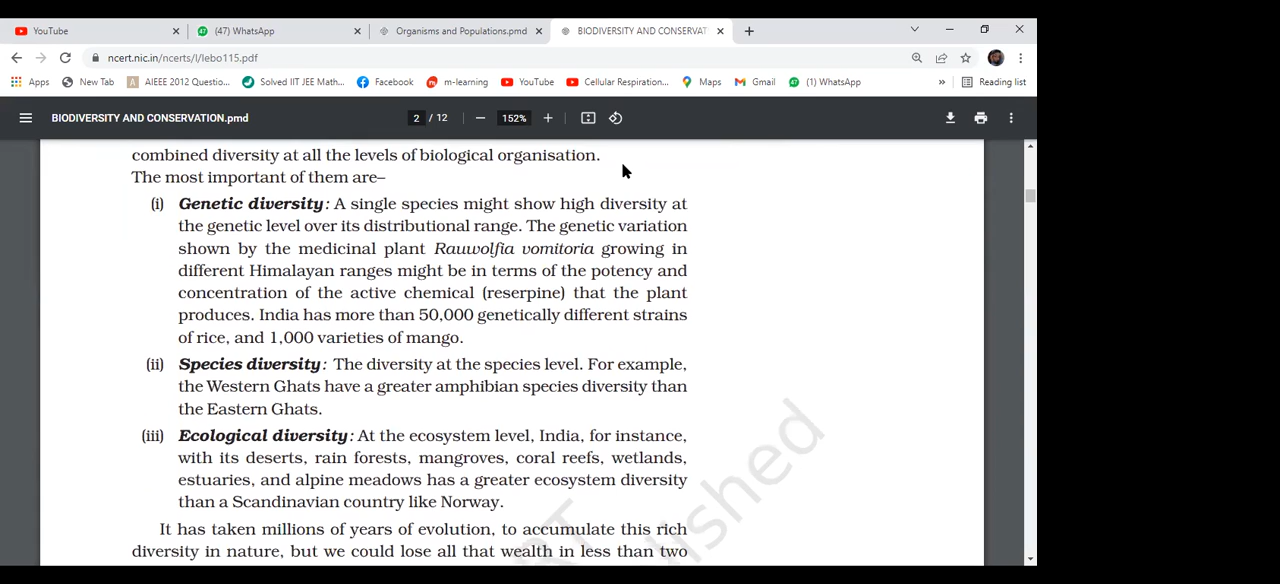 YouTube
(47) WhatsApp
Organisms and Populations.pmd
BIODIVERSITY AND CONSERVAT
ncert.nic.in/ncerts/l/lebo115.pdf
Apps
New Tab
AIEEE 2012 Questio...
Solved IIT JEE Math...
Facebook
m-learning
YouTube
Cellular Respiration...
Maps
Gmail
(1) WhatsApp
»
Reading list
BIODIVERSITY AND CONSERVATION.pmd
2 / 12
152%
combined diversity at all the levels of biological organisation.
The most important of them are–
(i) Genetic diversity : A single species might show high diversity at
the genetic level over its distributional range. The genetic variation
shown by the medicinal plant Rauwolfia vomitoria growing in
different Himalayan ranges might be in terms of the potency and
concentration of the active chemical (reserpine) that the plant
produces. India has more than 50,000 genetically different strains
of rice, and 1,000 varieties of mango.
(ii) Species diversity : The diversity at the species level. For example,
the Western Ghats have a greater amphibian species diversity than
the Eastern Ghats.
(iii) Ecological diversity : At the ecosystem level, India, for instance,
with its deserts, rain forests, mangroves, coral reefs, wetlands,
estuaries, and alpine meadows has a greater ecosystem diversity
than a Scandinavian country like Norway.
It has taken millions of years of evolution, to accumulate this rich
diversity in nature, but we could lose all that wealth in less than two